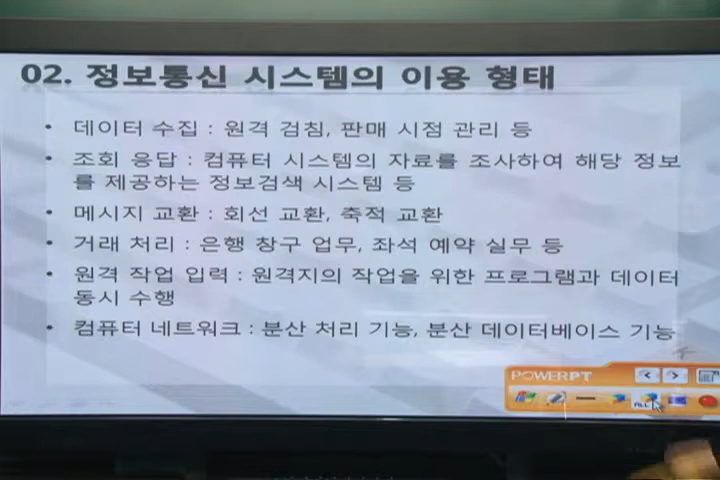 02. 정보통신 시스템의 이용 형태
• 데이터 수집 : 원격 검침, 판매 시점 관리 등
• 조회 응답 : 컴퓨터 시스템의 자료를 조사하여 해당 정보
를 제공하는 정보검색 시스템 등
• 메시지 교환 : 회선 교환, 축적 교환
• 거래 처리 : 은행 창구 업무, 좌석 예약 실무 등
• 원격 작업 입력 : 원격지의 작업을 위한 프로그램과 데이터
동시 수행
• 컴퓨터 네트워크 : 분산 처리 기능, 분산 데이터베이스 기능
POWERPT
ALL